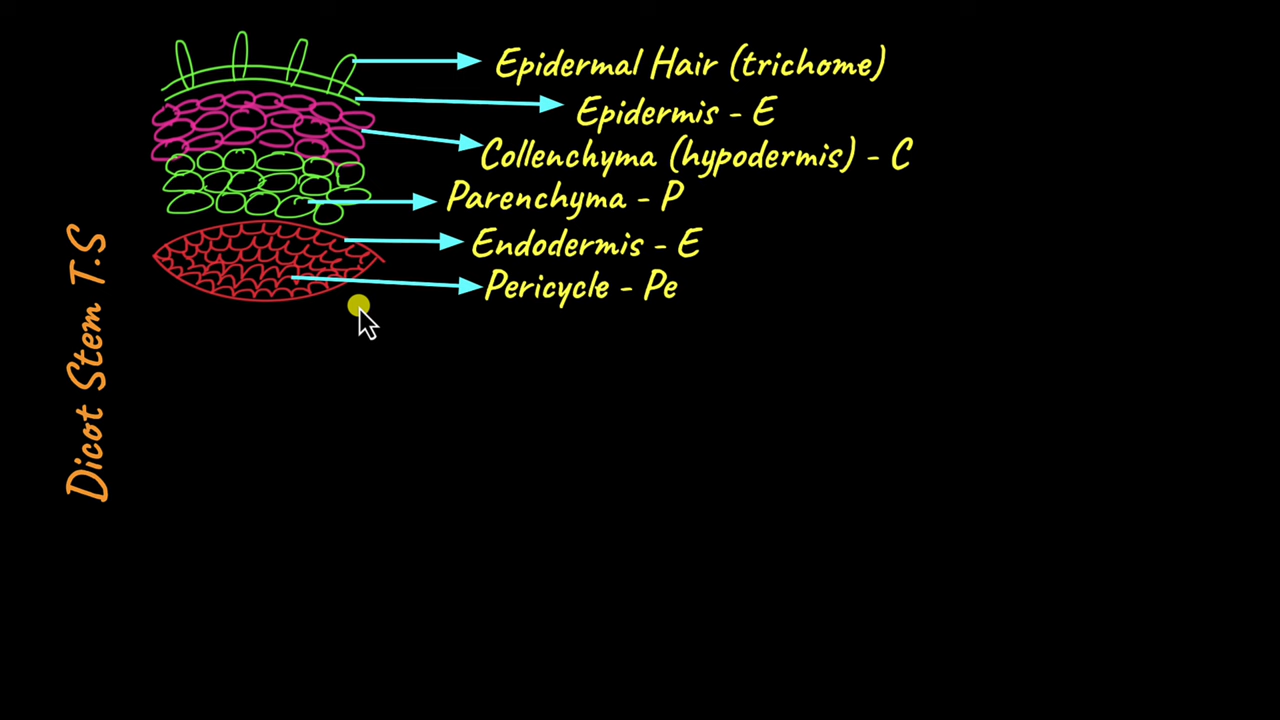 Epidermal Hair (trichome)
Epidermis - E
Collenchyma (hypodermis) - C
Parenchyma - P
Endodermis - E
Pericycle - Pe
Dicot Stem T.S